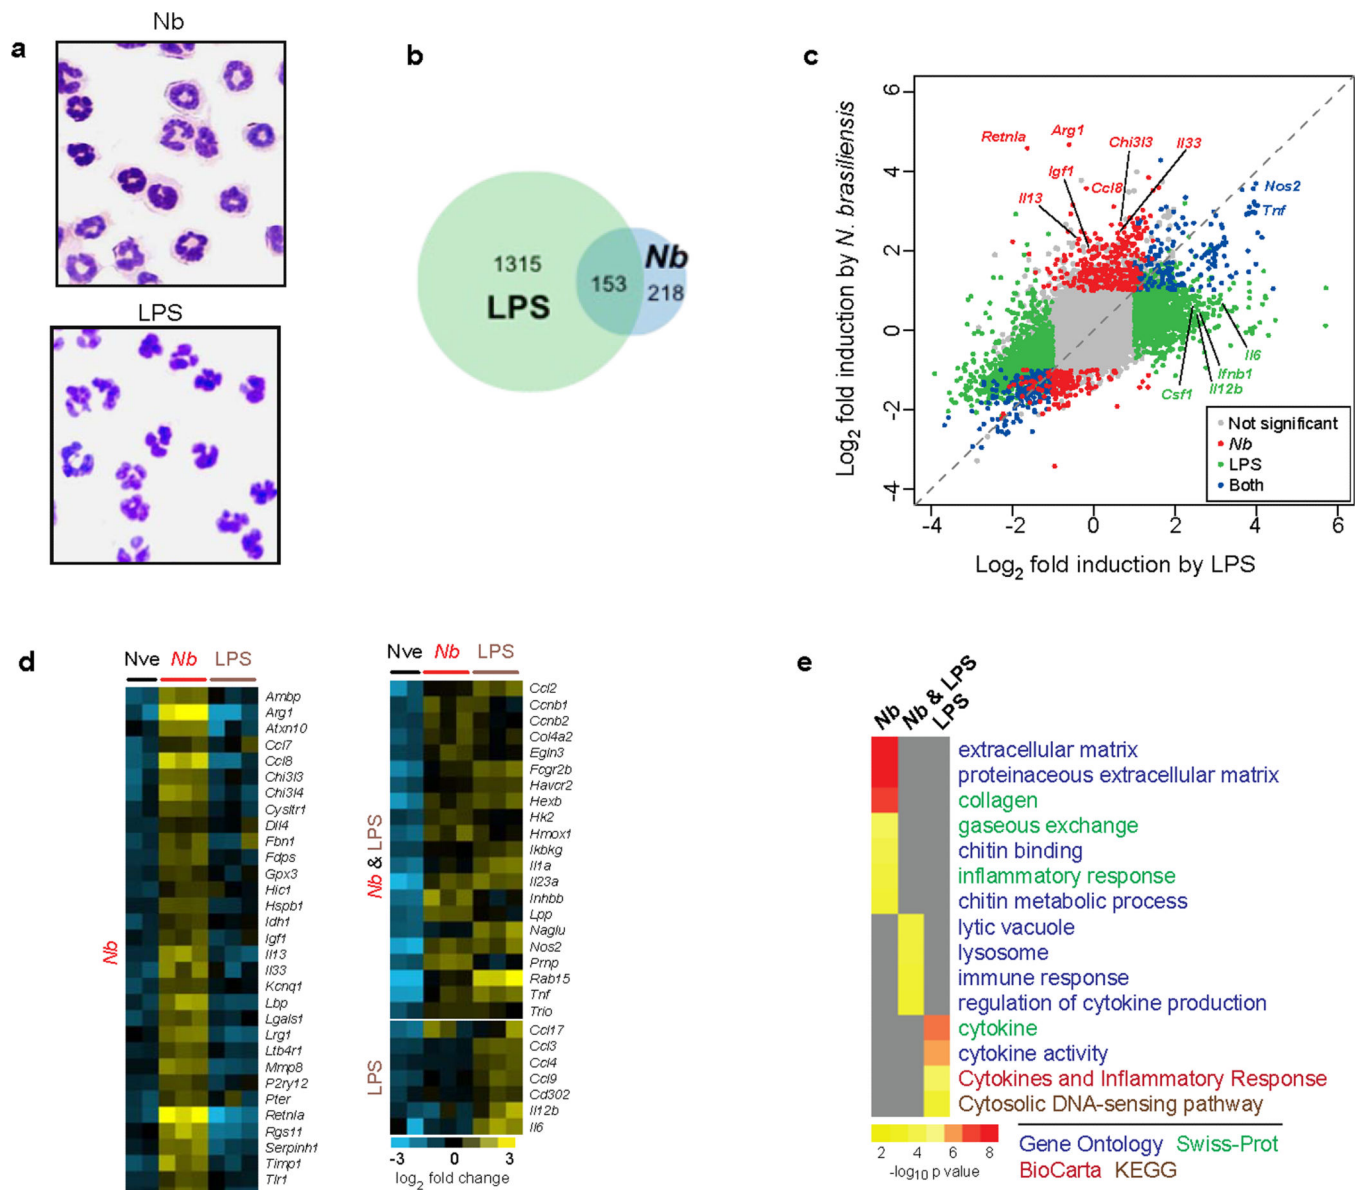 a
Nb
LPS
b
1315
LPS
153
Nb
218
c
Log2 fold induction by N. brasiliensis
6
4
2
0
-2
-4
Retnla
Arg1
Chi3l3
Il33
Igf1
Il13
Ccl8
Nos2
Tnf
Il6
Ifnb1
Il12b
Csf1
Not significant
Nb
LPS
Both
-4
-2
0
2
4
6
Log2 fold induction by LPS
d
Nve
Nb
LPS
Nb
Ambp
Arg1
Atxn10
Ccl7
Ccl8
Chi3l3
Chi3l4
Cysltr1
Dll4
Fbn1
Fdps
Gpx3
Hic1
Hspb1
Idh1
Igf1
Il13
Il33
Kcnq1
Lbp
Lgals1
Lrg1
Ltb4r1
Mmp8
P2ry12
Pter
Retnla
Rgs11
Serpinh1
Timp1
Tlr1
Nve
Nb
LPS
Nb & LPS
Ccl2
Ccnb1
Ccnb2
Col4a2
Egln3
Fcgr2b
Havcr2
Hexb
Hk2
Hmox1
Ikbkg
Il1a
Il23a
Inhbb
Lpp
Naglu
Nos2
Prnp
Rab15
Tnf
Trio
LPS
Ccl17
Ccl3
Ccl4
Ccl9
Cd302
Il12b
Il6
-3
0
3
log2 fold change
e
Nb
Nb & LPS
LPS
extracellular matrix
proteinaceous extracellular matrix
collagen
gaseous exchange
chitin binding
inflammatory response
chitin metabolic process
lytic vacuole
lysosome
immune response
regulation of cytokine production
cytokine
cytokine activity
Cytokines and Inflammatory Response
Cytosolic DNA-sensing pathway
2 4 6 8
-log10 p value
Gene Ontology Swiss-Prot
BioCarta KEGG